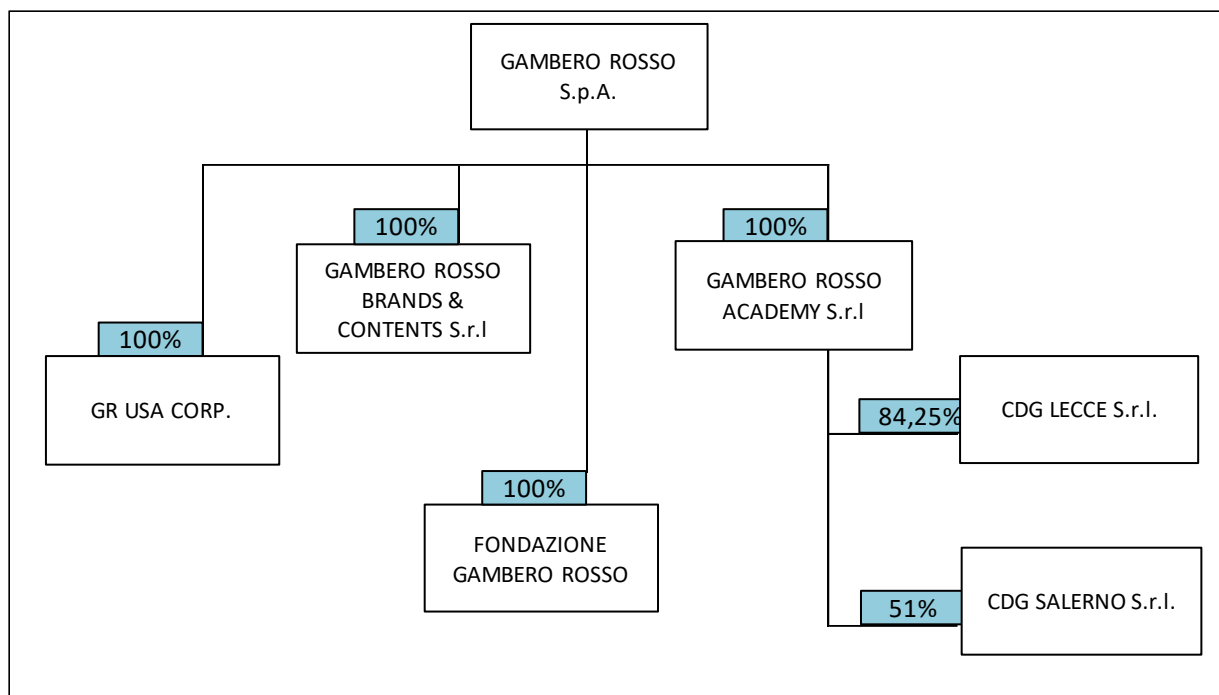 GAMBERO ROSSO
S.p.A.
100%
GAMBERO ROSSO
BRANDS &
CONTENTS S.r.l
100%
GAMBERO ROSSO
ACADEMY S.r.l
100%
GR USA CORP.
84,25%
CDG LECCE S.r.l.
100%
FONDAZIONE
GAMBERO ROSSO
51%
CDG SALERNO S.r.l.